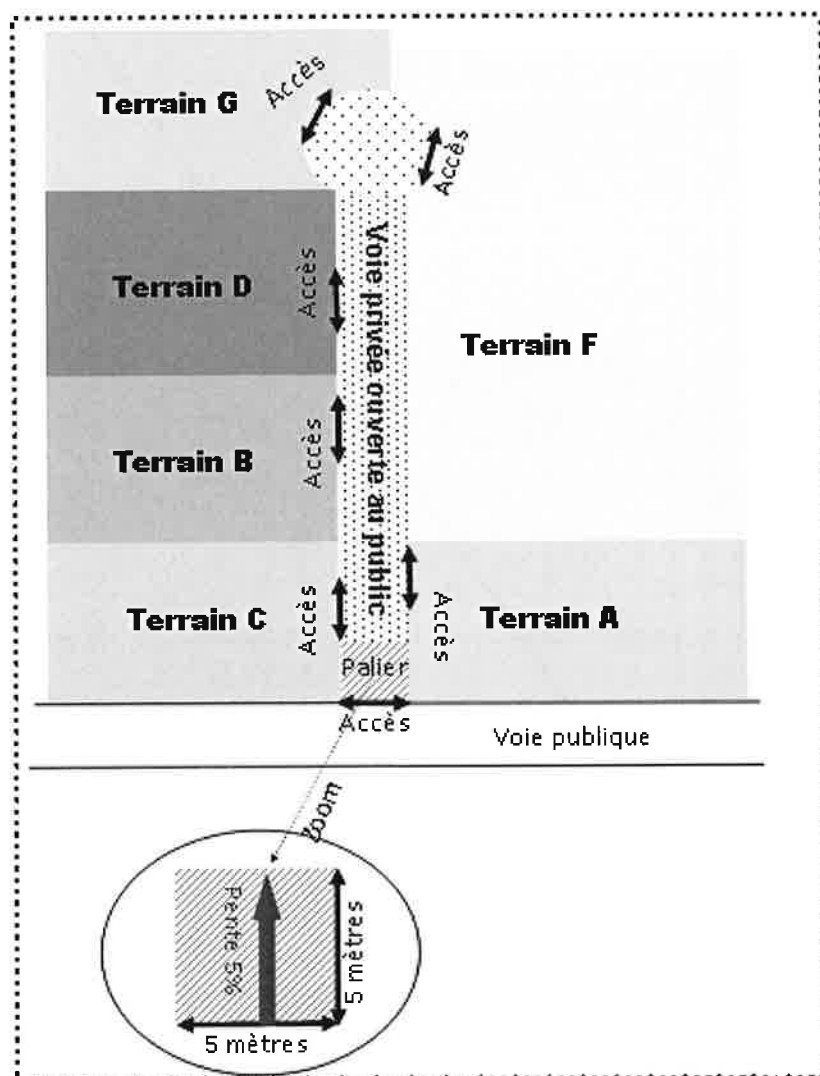 Accès
Terrain G
Accès
Voie privée ouverte au public
Terrain D
Accès
Terrain F
Terrain B
Accès
Terrain C
Accès
Accès
Terrain A
Palier
Accès
Voie publique
Zoom
Pente 5%
5 mètres
5 mètres